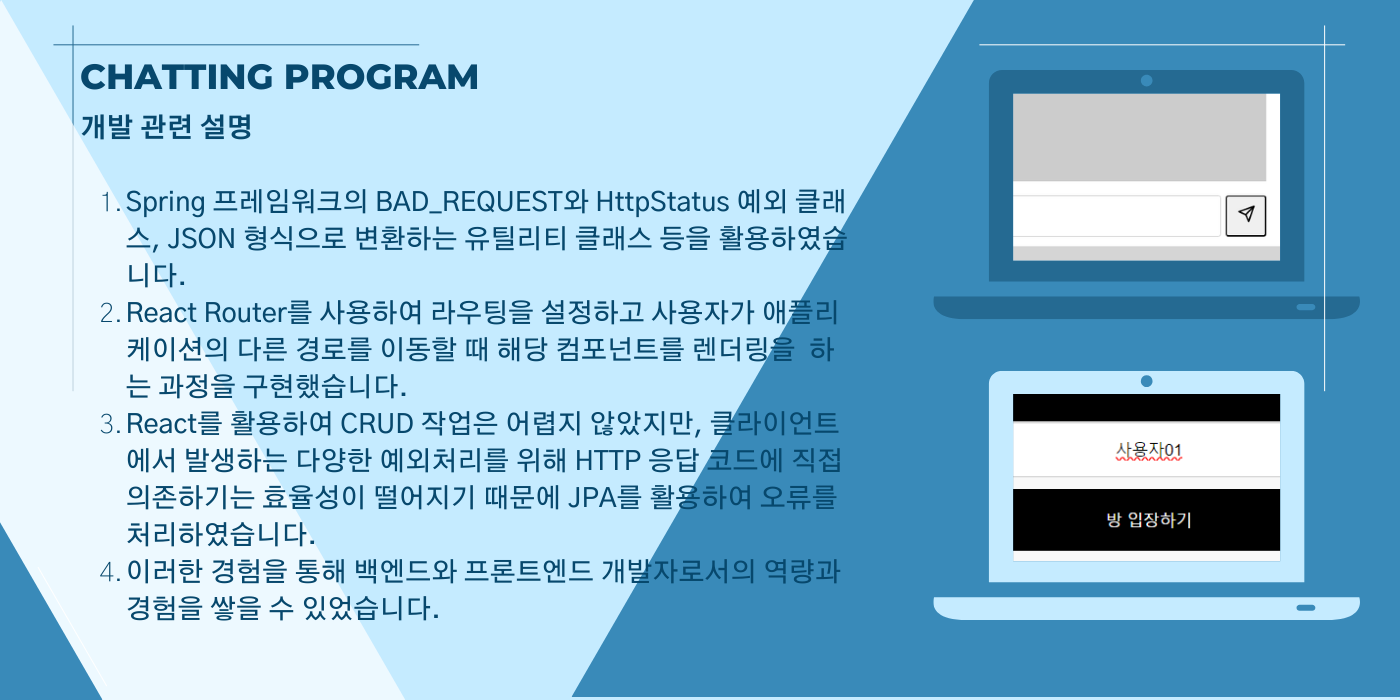 CHATTING PROGRAM
개발 관련 설명
1. Spring 프레임워크의 BAD_REQUEST와 HttpStatus 예외 클래
스, JSON 형식으로 변환하는 유틸리티 클래스 등을 활용하였습
니다.
2. React Router를 사용하여 라우팅을 설정하고 사용자가 애플리
케이션의 다른 경로를 이동할 때 해당 컴포넌트를 렌더링을 하
는 과정을 구현했습니다.
3. React를 활용하여 CRUD 작업은 어렵지 않았지만, 클라이언트
에서 발생하는 다양한 예외처리를 위해 HTTP 응답 코드에 직접
의존하기는 효율성이 떨어지기 때문에 JPA를 활용하여 오류를
처리하였습니다.
4. 이러한 경험을 통해 백엔드와 프론트엔드 개발자로서의 역량과
경험을 쌓을 수 있었습니다.
사용자01
방 입장하기